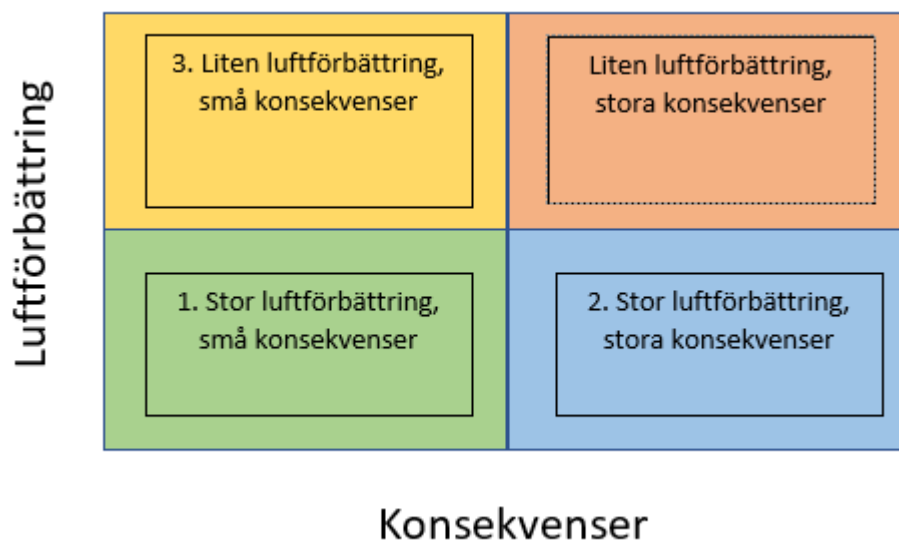 Luftförbättring
3. Liten luftförbättring,
små konsekvenser
Liten luftförbättring,
stora konsekvenser
1. Stor luftförbättring,
små konsekvenser
2. Stor luftförbättring,
stora konsekvenser
Konsekvenser